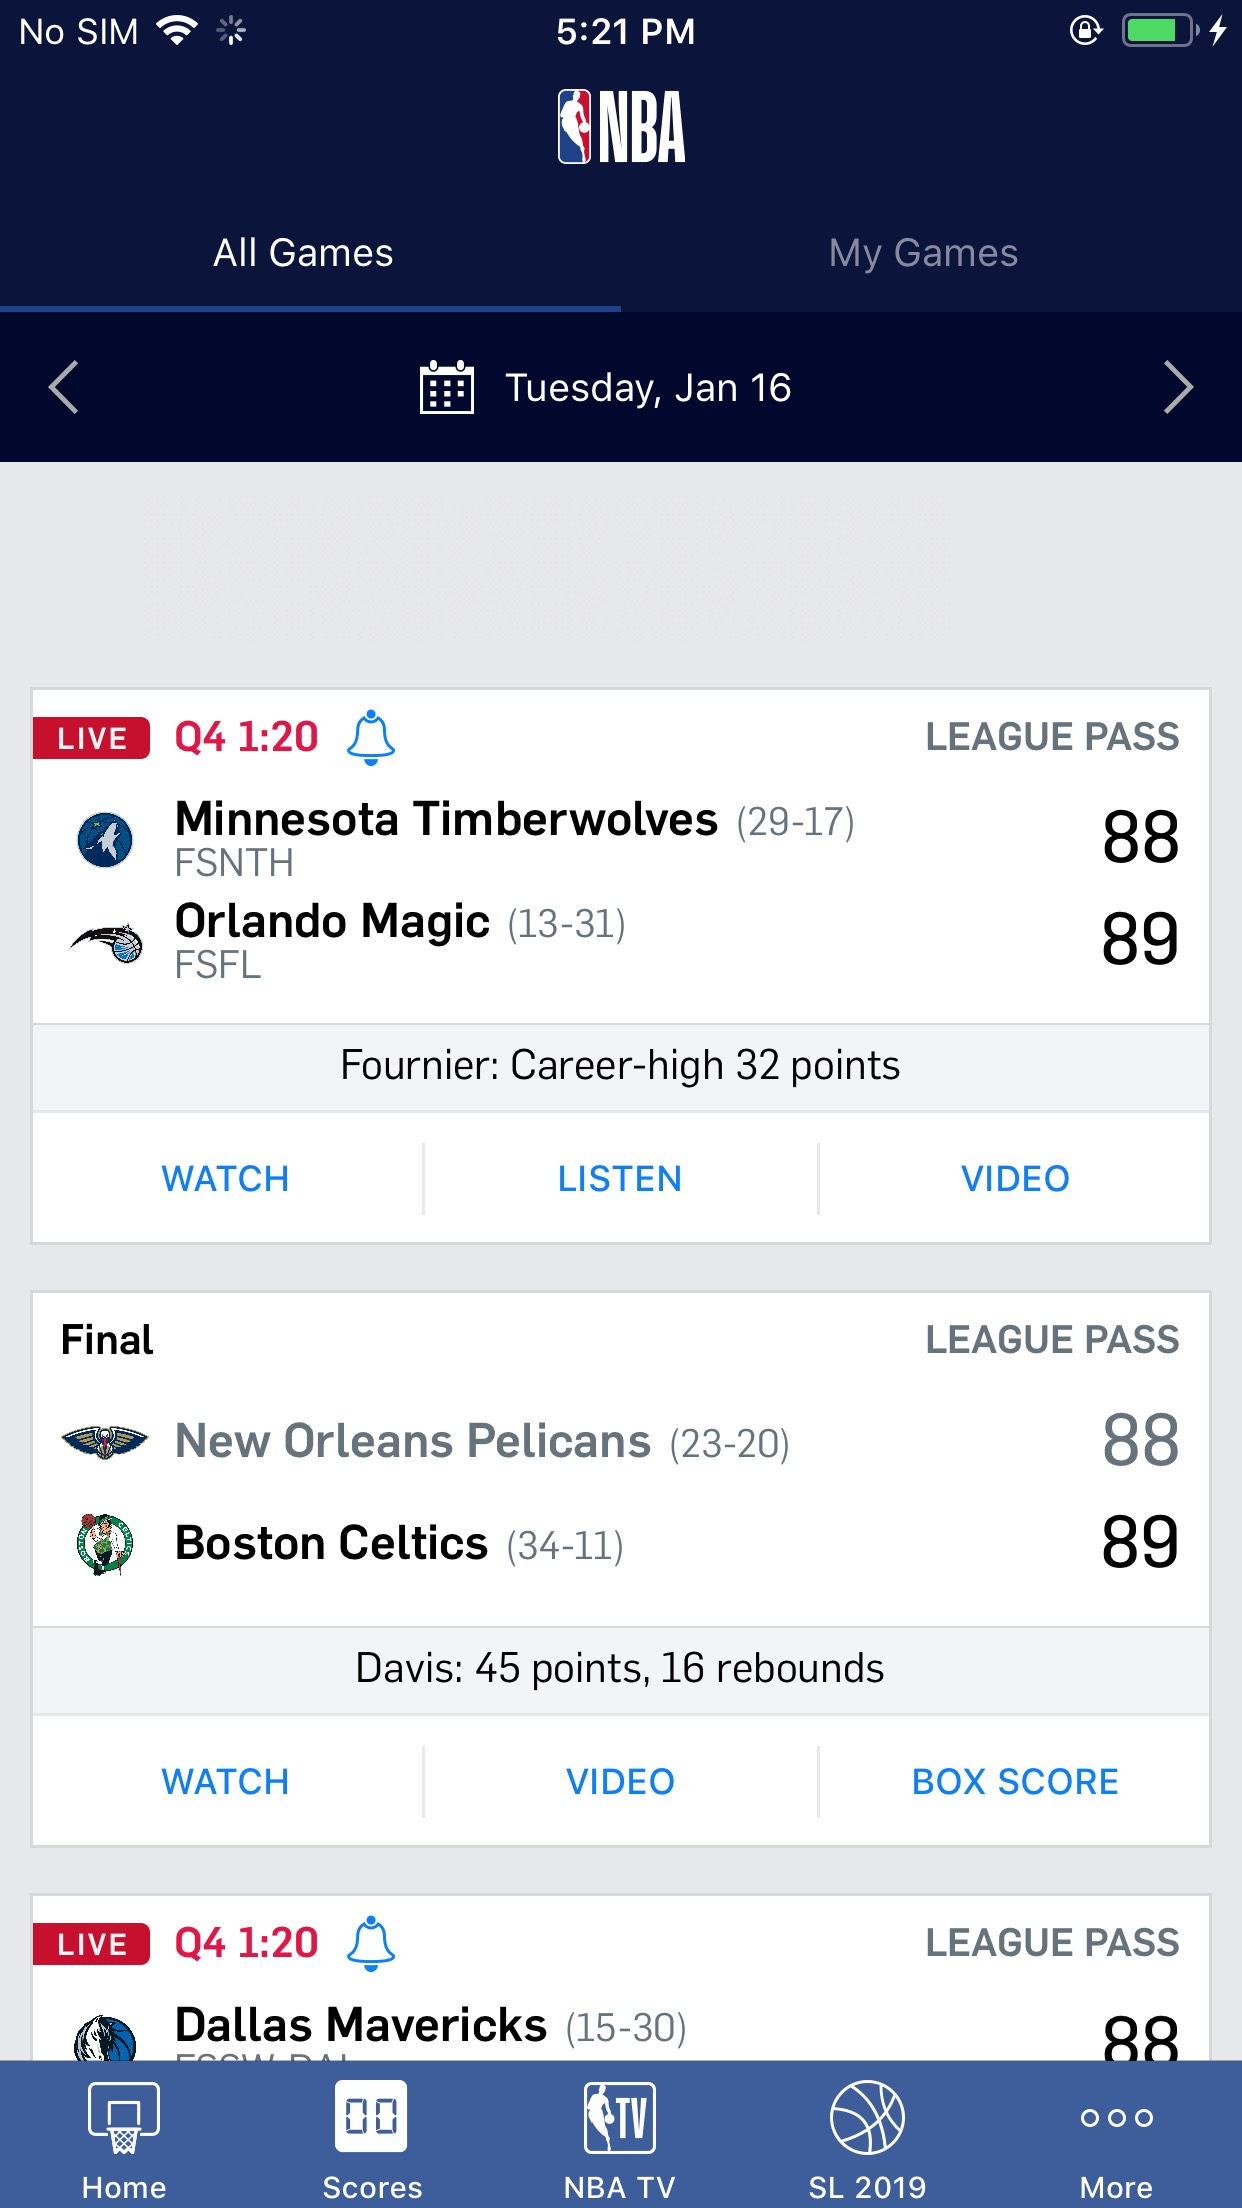 No SIM 5:21 PM
NBA
All Games My Games
Tuesday, Jan 16
LIVE Q4 1:20 LEAGUE PASS
Minnesota Timberwolves (29-17) 88
FSNTH
Orlando Magic (13-31) 89
FSFL
Fournier: Career-high 32 points
WATCH LISTEN VIDEO
Final LEAGUE PASS
New Orleans Pelicans (23-20) 88
Boston Celtics (34-11) 89
Davis: 45 points, 16 rebounds
WATCH VIDEO BOX SCORE
LIVE Q4 1:20 LEAGUE PASS
Dallas Mavericks (15-30) 88
TV
Home Scores NBA TV SL 2019 More